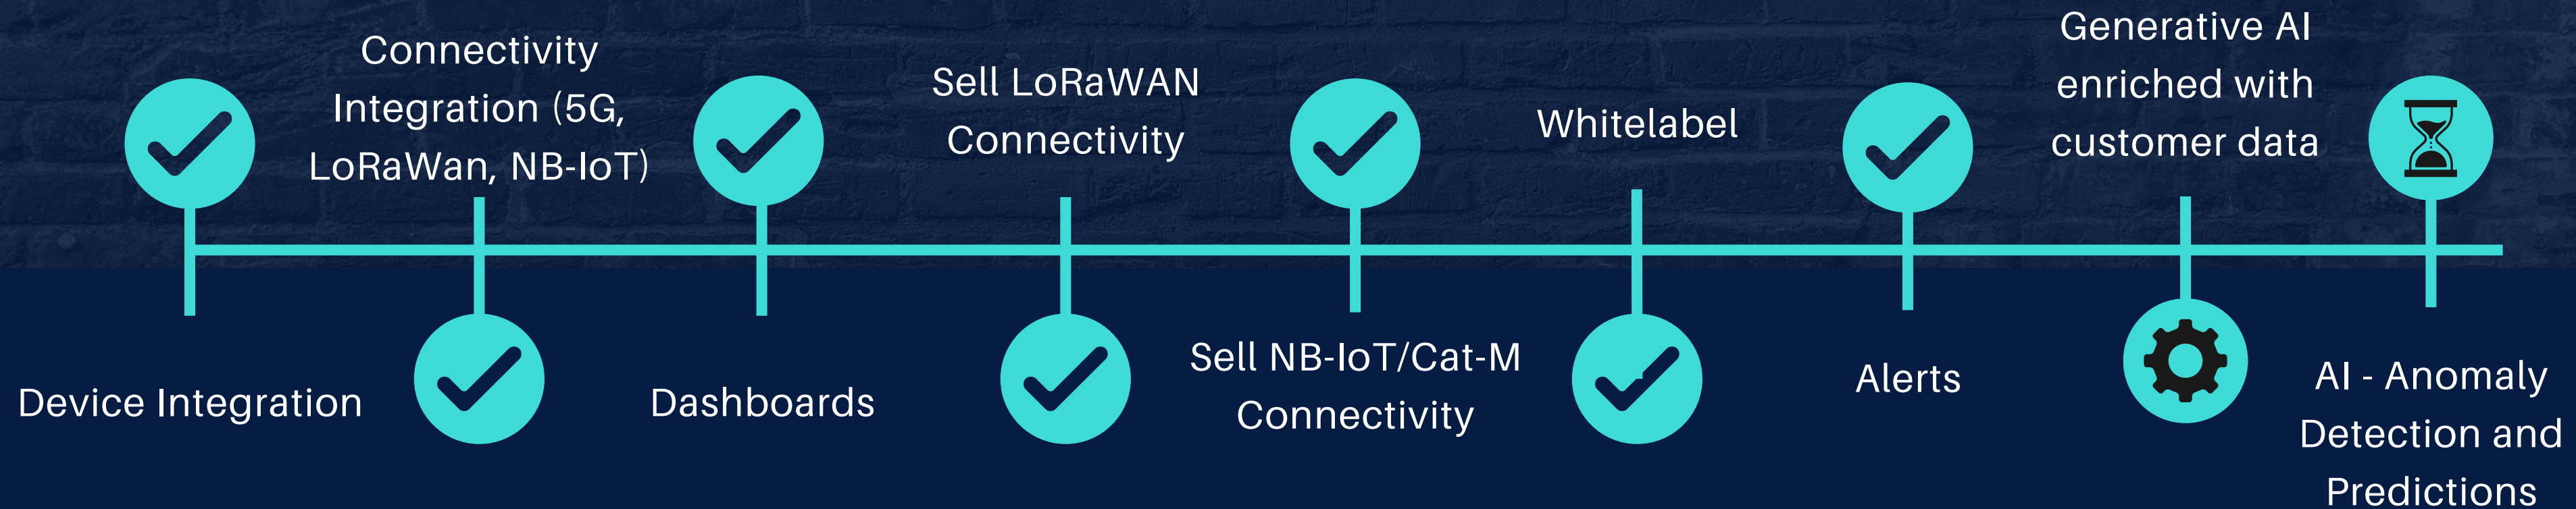 Device Integration
Connectivity
Integration (5G,
LoRaWan, NB-IoT)
Dashboards
Sell LoRaWAN
Connectivity
Sell NB-IoT/Cat-M
Connectivity
Whitelabel
Alerts
Generative AI
enriched with
customer data
AI - Anomaly
Detection and
Predictions